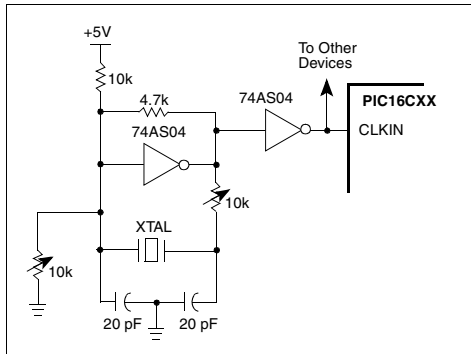 +5V
To Other
Devices
10k
4.7k
74AS04
PIC16CXX
74AS04
CLKIN
10k
XTAL
10k
20 pF
20 pF